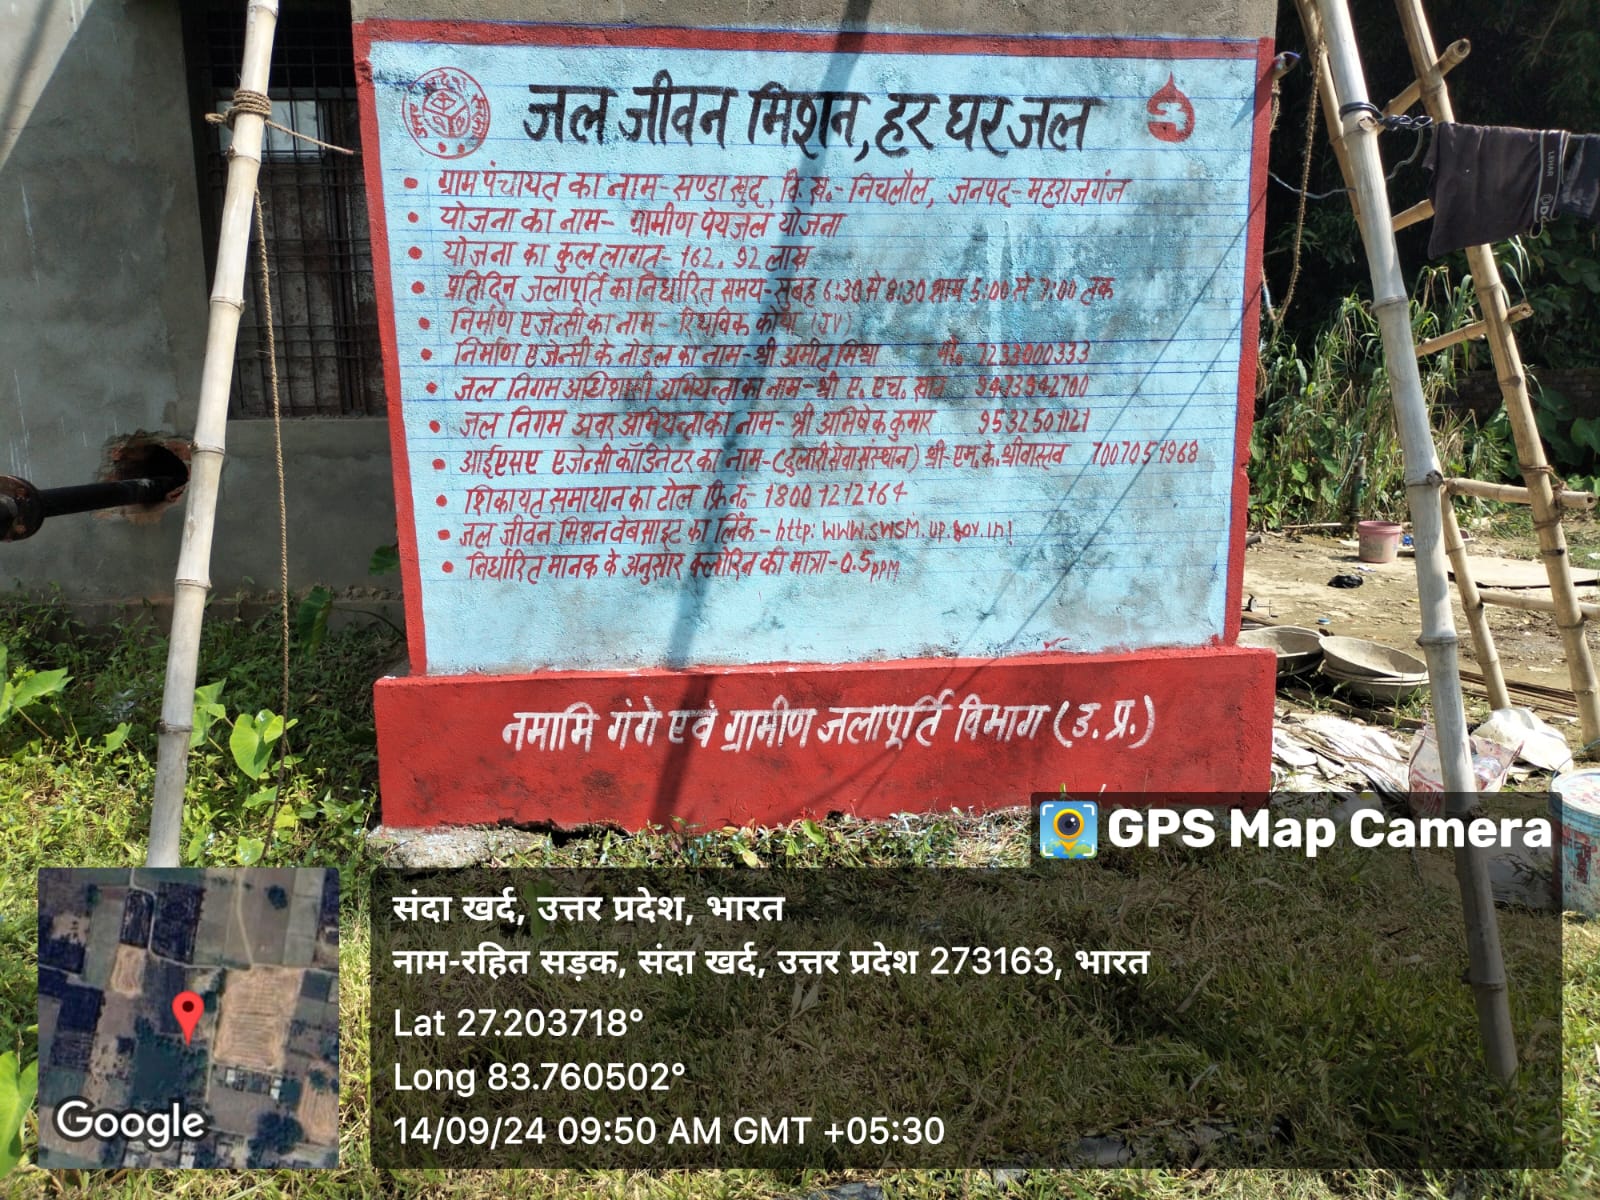 जल जीवन मिशन, हर घर जल
• ग्राम पंचायत का नाम- सण्डा खुर्द, वि. ख.- निचलौल, जनपद- महराजगंज
• योजना का नाम- ग्रामीण पेयजल योजना
• योजना का कुल लागत- 162.92 लाख
• प्रतिदिन जलापूर्ति का निर्धारित समय- सुबह 6:30 से 8:30 शाम 5:00 से 7:00 तक
• निर्माण एजेन्सी का नाम- (JV)
• निर्माण एजेन्सी के नोडल का नाम- श्री अमीत मिश्रा मो.
• जल निगम अधिशासी अभियन्ता का नाम- श्री ए. एच.
• जल निगम अवर अभियन्ता का नाम- श्री अभिषेक कुमार 9532501121
• आईएसए एजेन्सी कॉडिनेटर का नाम- (दुलारी सेवा संस्थान) श्री एम. के. श्रीवास्तव 7007051968
• शिकायत समाधान का टोल फ्रि नं.- 18001212164
• जल जीवन मिशन वेबसाइट का लिंक- http: www.swsm.up.gov.in!
• निर्धारित मानक के अनुसार क्लोरिन की मात्रा- 0.5 PPM
नमामि गंगे एवं ग्रामीण जलापूर्ति विभाग (उ. प्र.)
GPS Map Camera
संदा खर्द, उत्तर प्रदेश, भारत
नाम-रहित सड़क, संदा खर्द, उत्तर प्रदेश 273163, भारत
Lat 27.203718°
Long 83.760502°
14/09/24 09:50 AM GMT +05:30
Google